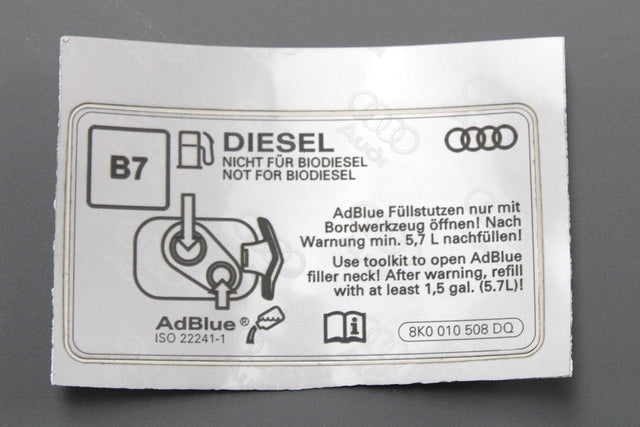 B7
DIESEL
NICHT FÜR BIODIESEL
NOT FOR BIODIESEL
AdBlue Füllstutzen nur mit
Bordwerkzeug öffnen! Nach
Warnung min. 5,7 L nachfüllen!
Use toolkit to open AdBlue
filler neck! After warning, refill
with at least 1,5 gal. (5.7L)!
AdBlue®
ISO 22241-1
i
8K0 010 508 DQ
Audi